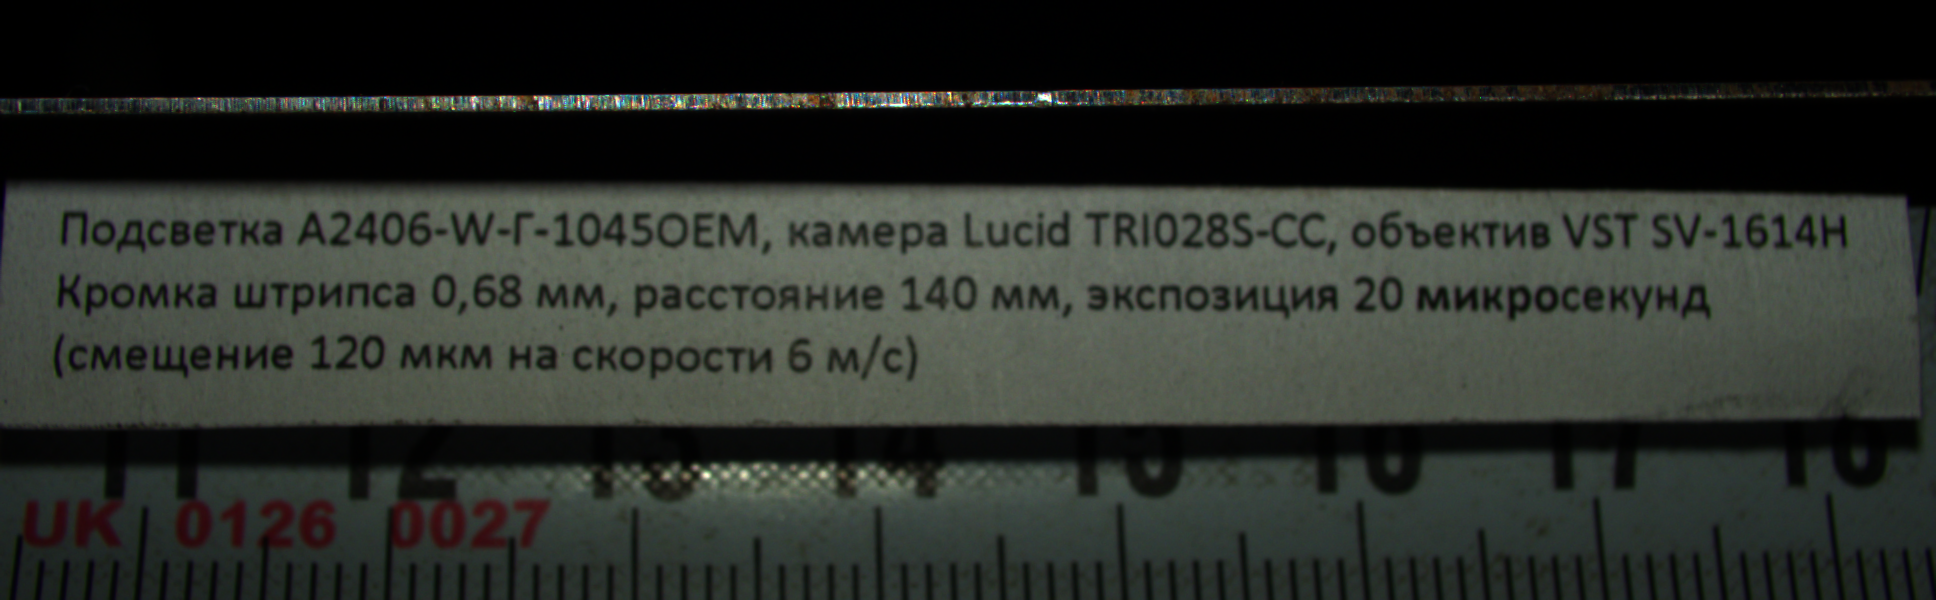 Подсветка А2406-W-Г-1045OEM, камера Lucid TRI028S-CC, объектив VST SV-1614H
Кромка штрипса 0,68 мм, расстояние 140 мм, экспозиция 20 микросекунд
(смещение 120 мкм на скорости 6 м/с)
11 12 13 14 15 16 17 18
UK 0126 0027